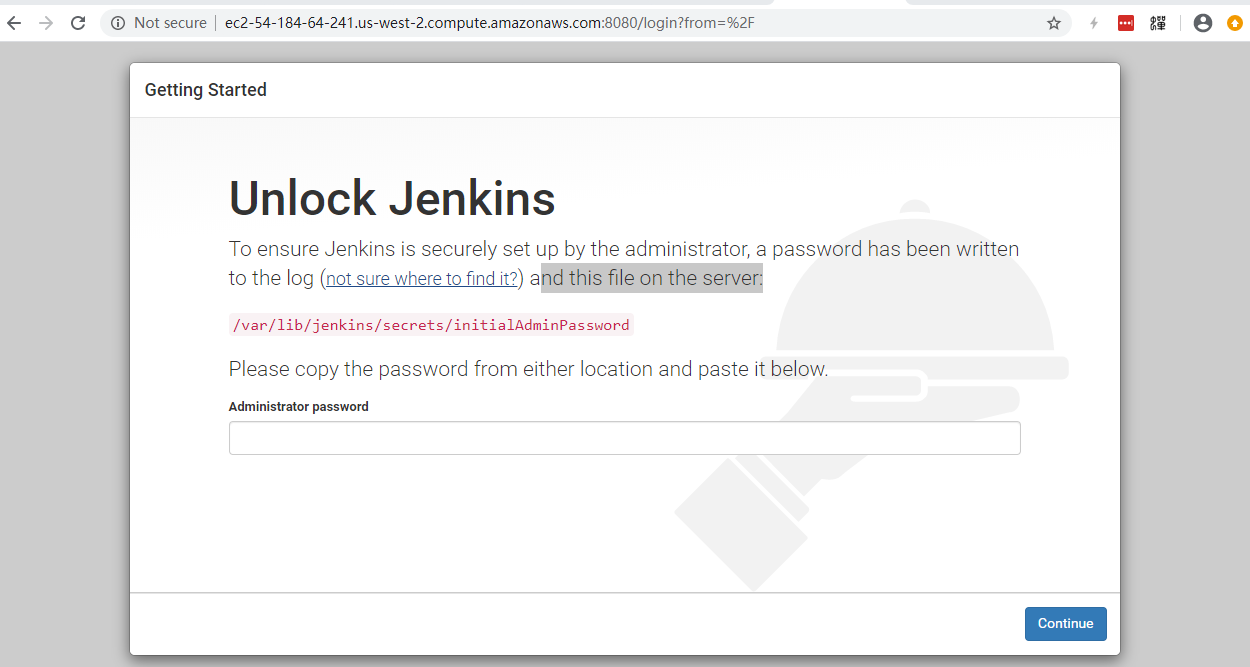 Not secure | ec2-54-184-64-241.us-west-2.compute.amazonaws.com:8080/login?from=%2F
Getting Started
Unlock Jenkins
To ensure Jenkins is securely set up by the administrator, a password has been written
to the log (not sure where to find it?) and this file on the server:
/var/lib/jenkins/secrets/initialAdminPassword
Please copy the password from either location and paste it below.
Administrator password
Continue